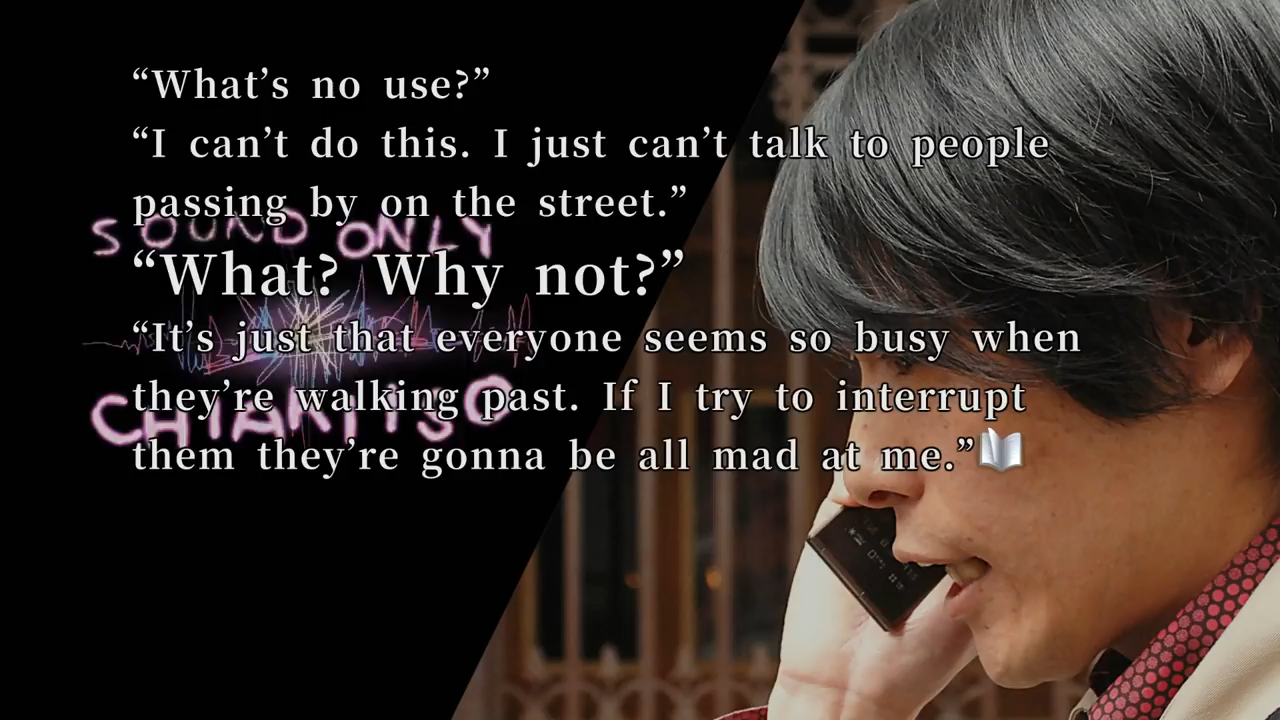 “What’s no use?”
“I can’t do this. I just can’t talk to people
passing by on the street.”
SOUND ONLY
“What? Why not?”
“It’s just that everyone seems so busy when
they’re walking past. If I try to interrupt
CHIAKI'S
them they’re gonna be all mad at me.”